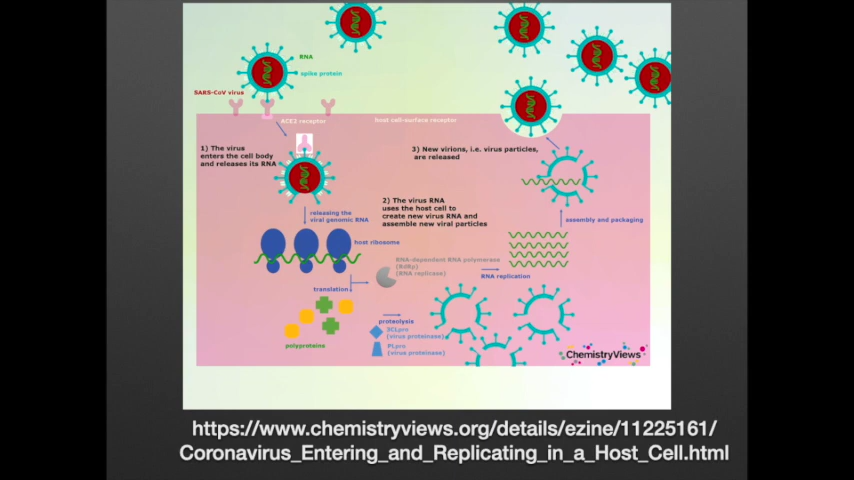 RNA
spike protein
SARS-CoV virus
ACE2 receptor
host cell-surface receptor
1) The virus
enters the cell body
and releases its RNA
3) New virions, i.e. virus particles,
are released
2) The virus RNA
uses the host cell to
create new virus RNA and
assemble new viral particles
releasing the
viral genomic RNA
assembly and packaging
host ribosome
RNA-dependent RNA polymerase
(RdRp)
(RNA replicase)
RNA replication
translation
proteolysis
3CLpro
(virus proteinase)
PLpro
(virus proteinase)
polyproteins
ChemistryViews
https://www.chemistryviews.org/details/ezine/11225161/
Coronavirus_Entering_and_Replicating_in_a_Host_Cell.html